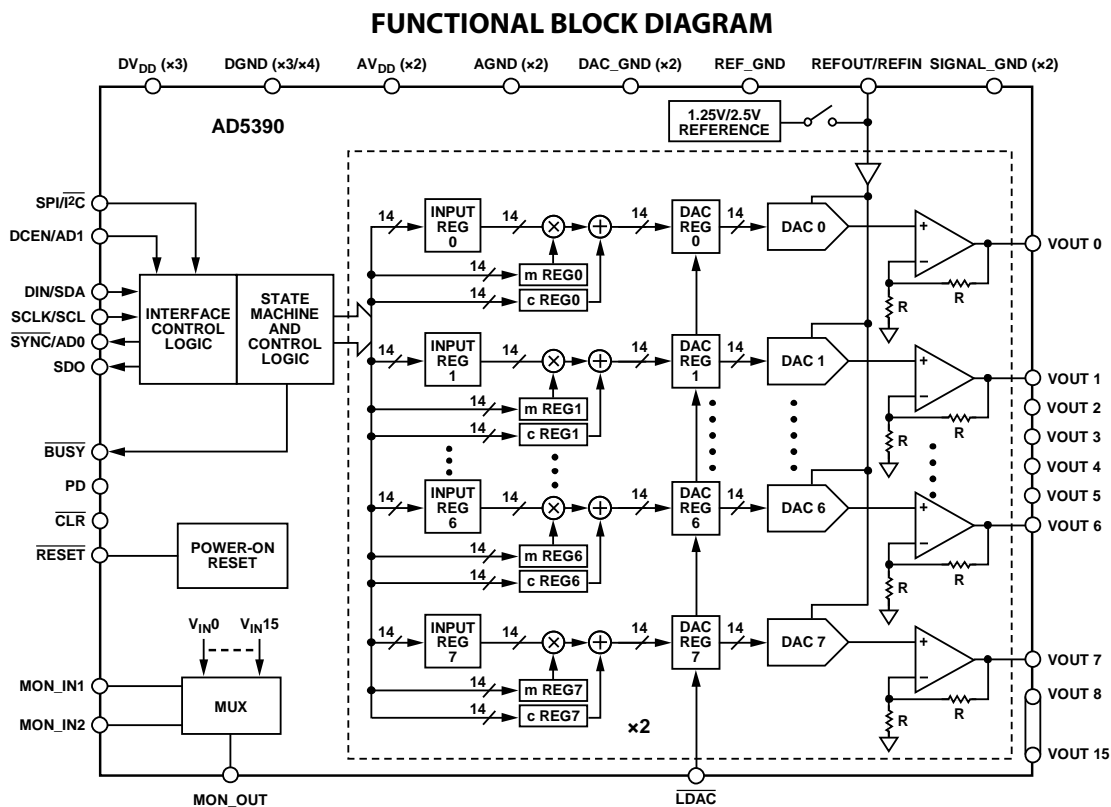 FUNCTIONAL BLOCK DIAGRAM
DVDD (×3)
DGND (×3/×4)
AVDD (×2)
AGND (×2)
DAC_GND (×2)
REF_GND
REFOUT/REFIN
SIGNAL_GND (×2)
AD5390
1.25V/2.5V
REFERENCE
SPI/I²C
DCEN/AD1
DIN/SDA
SCLK/SCL
SYNC/AD0
SDO
BUSY
PD
CLR
RESET
MON_IN1
MON_IN2
INTERFACE
CONTROL
LOGIC
STATE
MACHINE
AND
CONTROL
LOGIC
POWER-ON
RESET
VIN0
VIN15
MUX
MON_OUT
14
INPUT
REG
0
14
14
DAC
REG
0
14
DAC 0
+
−
R
R
VOUT 0
14
m REG0
14
c REG0
14
INPUT
REG
1
14
14
DAC
REG
1
14
DAC 1
+
−
R
R
VOUT 1
14
m REG1
14
c REG1
VOUT 2
VOUT 3
VOUT 4
VOUT 5
14
INPUT
REG
6
14
14
DAC
REG
6
14
DAC 6
+
−
R
R
VOUT 6
14
m REG6
14
c REG6
14
INPUT
REG
7
14
14
DAC
REG
7
14
DAC 7
+
−
R
R
VOUT 7
14
m REG7
14
c REG7
×2
VOUT 8
VOUT 15
LDAC